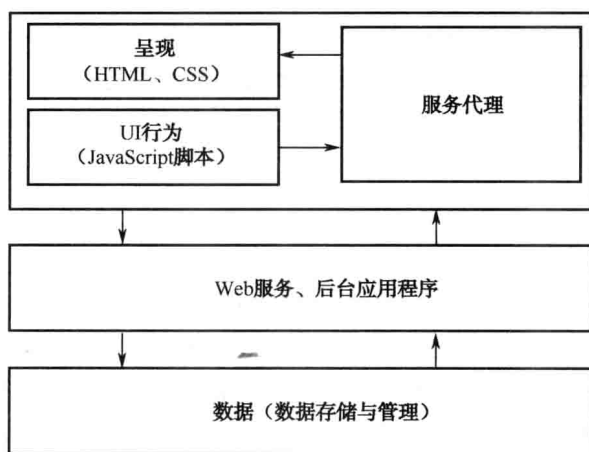 呈现
（HTML、CSS）
服务代理
UI行为
（JavaScript脚本）
Web服务、后台应用程序
数据（数据存储与管理）